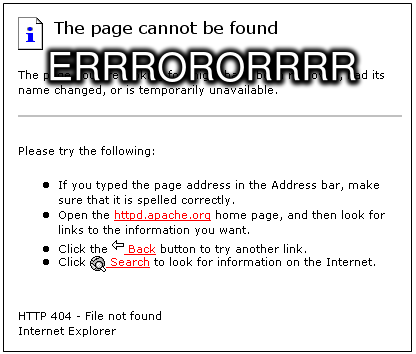 The page cannot be found
ERRRORORRRR
The page its
name changed, or is temporarily unavailable.
Please try the following:
If you typed the page address in the Address bar, make
sure that it is spelled correctly.
Open the httpd.apache.org home page, and then look for
links to the information you want.
Click the Back button to try another link.
Click Search to look for information on the Internet.
HTTP 404 - File not found
Internet Explorer